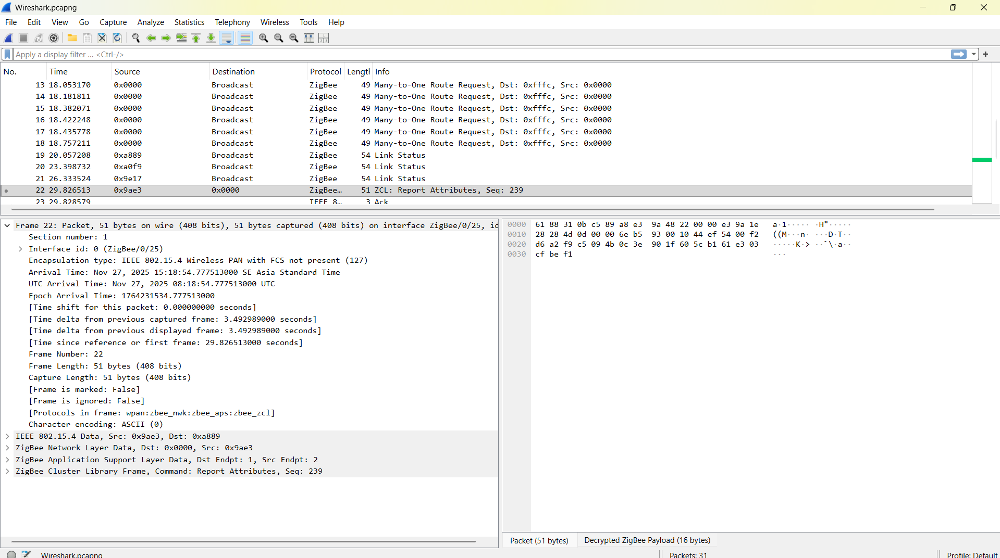 Wireshark.pcapng
File Edit View Go Capture Analyze Statistics Telephony Wireless Tools Help
Apply a display filter ... <Ctrl-/>
No. Time Source Destination Protocol Length Info
13 18.053170 0x0000 Broadcast ZigBee 49 Many-to-One Route Request, Dst: 0xfffc, Src: 0x0000
14 18.181811 0x0000 Broadcast ZigBee 49 Many-to-One Route Request, Dst: 0xfffc, Src: 0x0000
15 18.382071 0x0000 Broadcast ZigBee 49 Many-to-One Route Request, Dst: 0xfffc, Src: 0x0000
16 18.422248 0x0000 Broadcast ZigBee 49 Many-to-One Route Request, Dst: 0xfffc, Src: 0x0000
17 18.435778 0x0000 Broadcast ZigBee 49 Many-to-One Route Request, Dst: 0xfffc, Src: 0x0000
18 18.757211 0x0000 Broadcast ZigBee 49 Many-to-One Route Request, Dst: 0xfffc, Src: 0x0000
19 20.057208 0xa889 Broadcast ZigBee 54 Link Status
20 23.398732 0xa0f9 Broadcast ZigBee 54 Link Status
21 26.333524 0x9e17 Broadcast ZigBee 54 Link Status
22 29.826513 0x9ae3 0x0000 ZigBee… 51 ZCL: Report Attributes, Seq: 239
23 29.828579 IEEE 8… 3 Ack
Frame 22: Packet, 51 bytes on wire (408 bits), 51 bytes captured (408 bits) on interface ZigBee/0/25, id
Section number: 1
Interface id: 0 (ZigBee/0/25)
Encapsulation type: IEEE 802.15.4 Wireless PAN with FCS not present (127)
Arrival Time: Nov 27, 2025 15:18:54.777513000 SE Asia Standard Time
UTC Arrival Time: Nov 27, 2025 08:18:54.777513000 UTC
Epoch Arrival Time: 1764231534.777513000
[Time shift for this packet: 0.000000000 seconds]
[Time delta from previous captured frame: 3.492989000 seconds]
[Time delta from previous displayed frame: 3.492989000 seconds]
[Time since reference or first frame: 29.826513000 seconds]
Frame Number: 22
Frame Length: 51 bytes (408 bits)
Capture Length: 51 bytes (408 bits)
[Frame is marked: False]
[Frame is ignored: False]
[Protocols in frame: wpan:zbee_nwk:zbee_aps:zbee_zcl]
Character encoding: ASCII (0)
IEEE 802.15.4 Data, Src: 0x9ae3, Dst: 0xa889
ZigBee Network Layer Data, Dst: 0x0000, Src: 0x9ae3
ZigBee Application Support Layer Data, Dst Endpt: 1, Src Endpt: 2
ZigBee Cluster Library Frame, Command: Report Attributes, Seq: 239
0000 61 88 31 0b c5 89 a8 e3 9a 48 22 00 00 e3 9a 1e a·1····· ·H"·····
0010 28 28 4d 0d 00 00 6e b5 93 00 10 44 ef 54 00 f2 ((M···n· ···D·T··
0020 d6 a2 f9 c5 09 4b 0c 3e 90 1f 60 5c b1 61 e3 03 ·····K·> ··`\·a··
0030 cf be f1 ···
Packet (51 bytes) Decrypted ZigBee Payload (16 bytes)
Wireshark.pcapng Packets: 31 Profile: Default